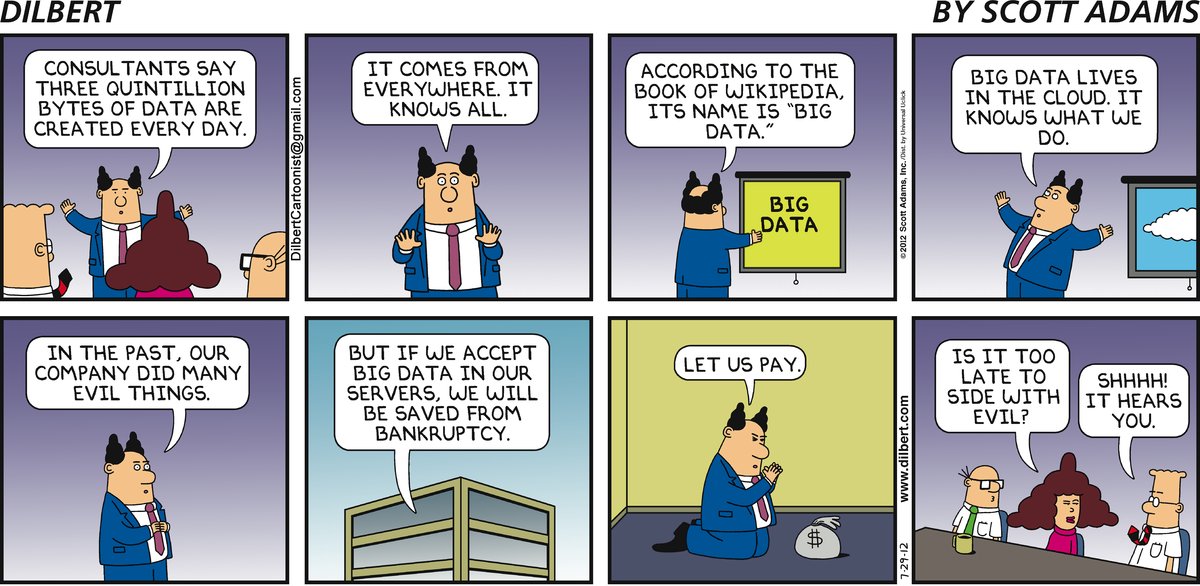 DILBERT
BY SCOTT ADAMS
CONSULTANTS SAY
THREE QUINTILLION
BYTES OF DATA ARE
CREATED EVERY DAY.
DilbertCartoonist@gmail.com
IT COMES FROM
EVERYWHERE. IT
KNOWS ALL.
ACCORDING TO THE
BOOK OF WIKIPEDIA,
ITS NAME IS "BIG
DATA."
BIG
DATA
©2012 Scott Adams, Inc./Dist. by Universal Uclick
BIG DATA LIVES
IN THE CLOUD. IT
KNOWS WHAT WE
DO.
IN THE PAST, OUR
COMPANY DID MANY
EVIL THINGS.
BUT IF WE ACCEPT
BIG DATA IN OUR
SERVERS, WE WILL
BE SAVED FROM
BANKRUPTCY.
LET US PAY.
$
7-29-12 www.dilbert.com
IS IT TOO
LATE TO
SIDE WITH
EVIL?
SHHHH!
IT HEARS
YOU.